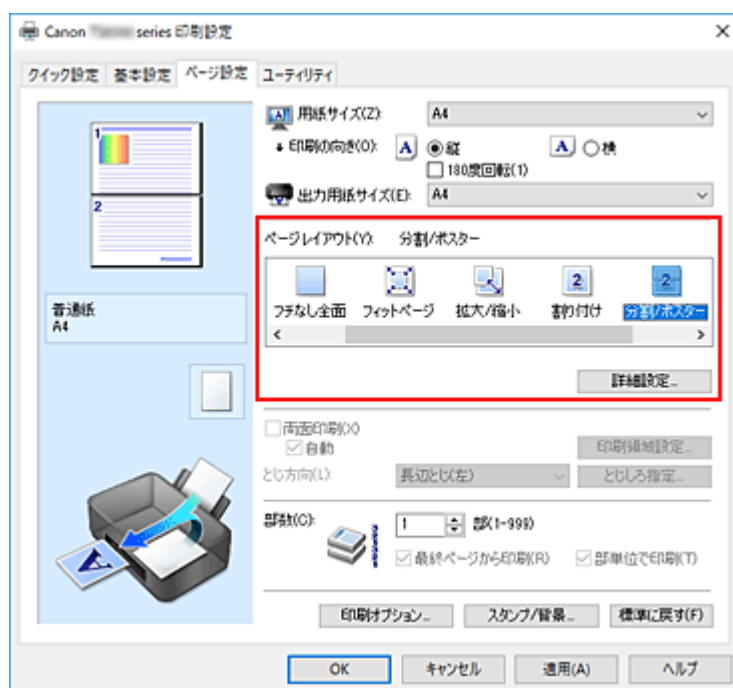 Canon series 印刷設定
クイック設定 基本設定 ページ設定 ユーティリティ
用紙サイズ(Z): A4
印刷の向き(O): A 縦 A 横
180度回転(1)
出力用紙サイズ(E): A4
1
2
ページレイアウト(Y): 分割/ポスター
2 2
フチなし全面 フィットページ 拡大/縮小 割り付け 分割/ポスター
普通紙
A4
詳細設定...
両面印刷(X)
自動
印刷領域設定...
とじ方向(L): 長辺とじ(左) とじしろ指定...
部数(C): 1 部(1-999)
最終ページから印刷(R) 部単位で印刷(T)
A
印刷オプション... スタンプ/背景... 標準に戻す(F)
OK キャンセル 適用(A) ヘルプ